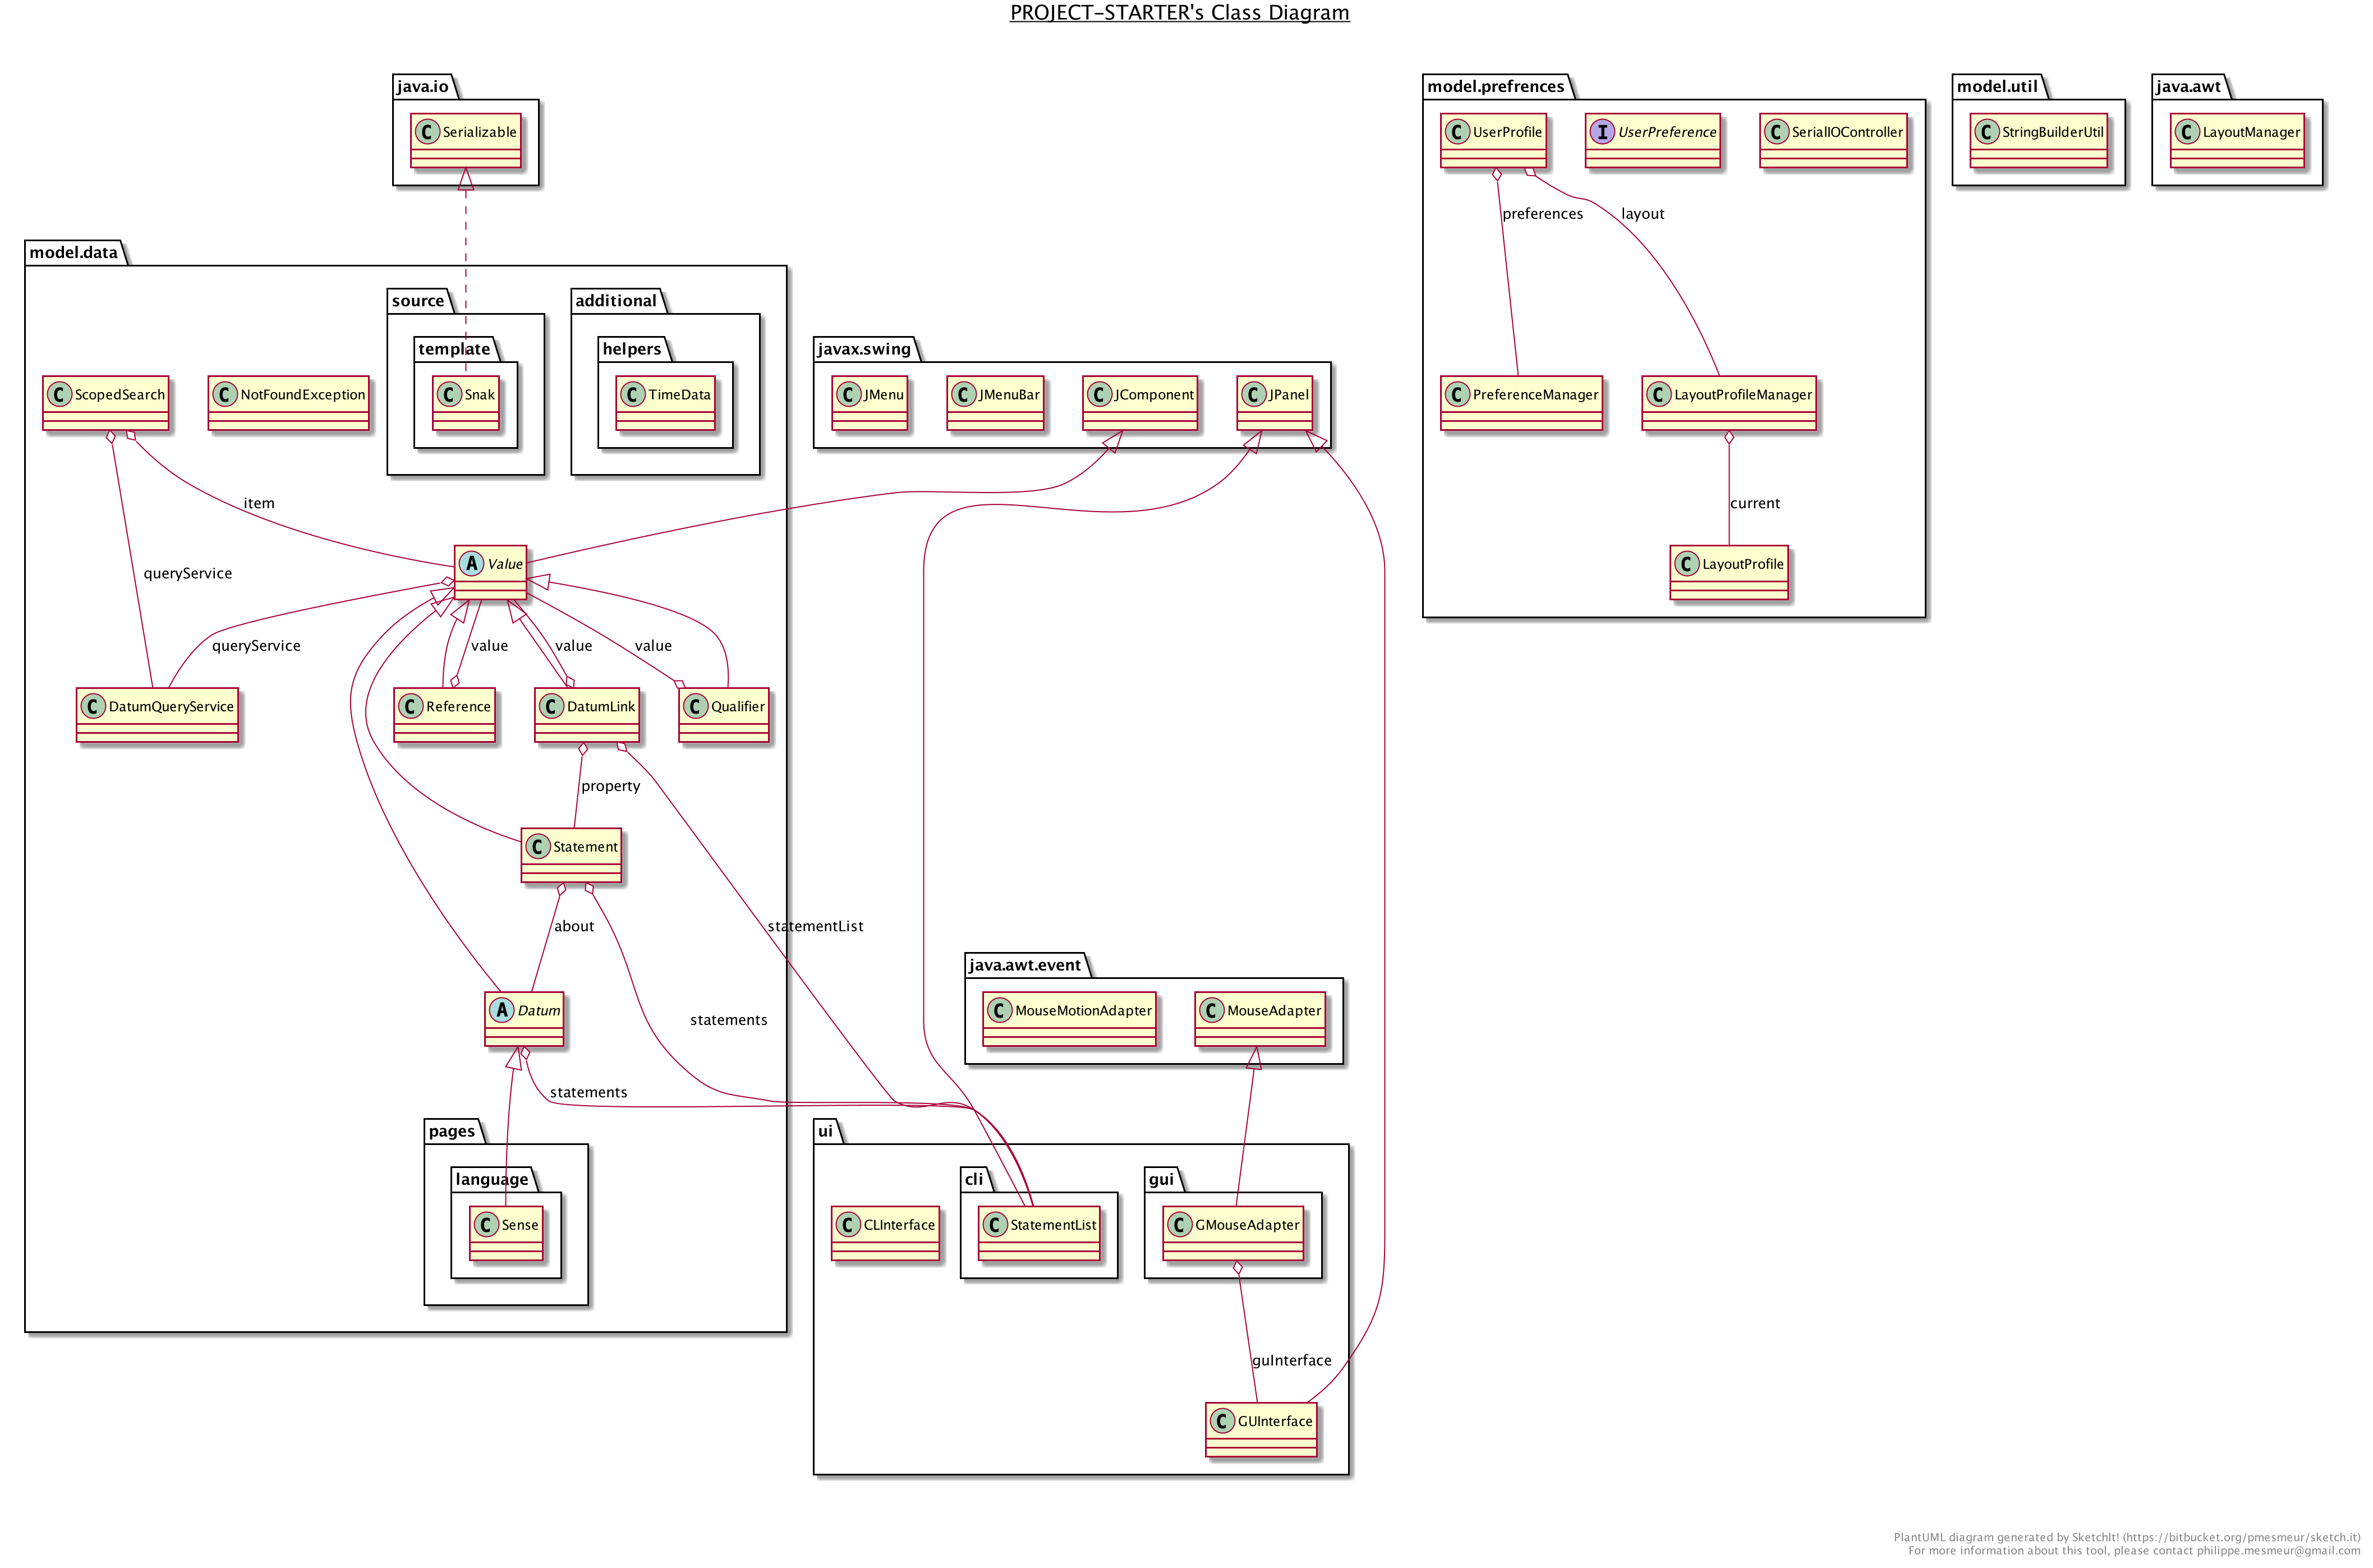 PROJECT-STARTER's Class Diagram
java.io
C Serializable
model.prefrences
C UserProfile
I UserPreference
C SerialIOController
model.util
C StringBuilderUtil
java.awt
C LayoutManager
preferences
layout
model.data
source
additional
template
helpers
javax.swing
C ScopedSearch
C NotFoundException
C Snak
C TimeData
C JMenu
C JMenuBar
C JComponent
C JPanel
C PreferenceManager
C LayoutProfileManager
item
current
A Value
C LayoutProfile
queryService
queryService
value
value
value
C DatumQueryService
C Reference
C DatumLink
C Qualifier
property
C Statement
about
statementList
java.awt.event
A Datum
C MouseMotionAdapter
C MouseAdapter
statements
statements
pages
ui
language
cli
gui
C Sense
C CLInterface
C StatementList
C GMouseAdapter
guInterface
C GUInterface
PlantUML diagram generated by SketchIt! (https://bitbucket.org/pmesmeur/sketch.it)
For more information about this tool, please contact philippe.mesmeur@gmail.com